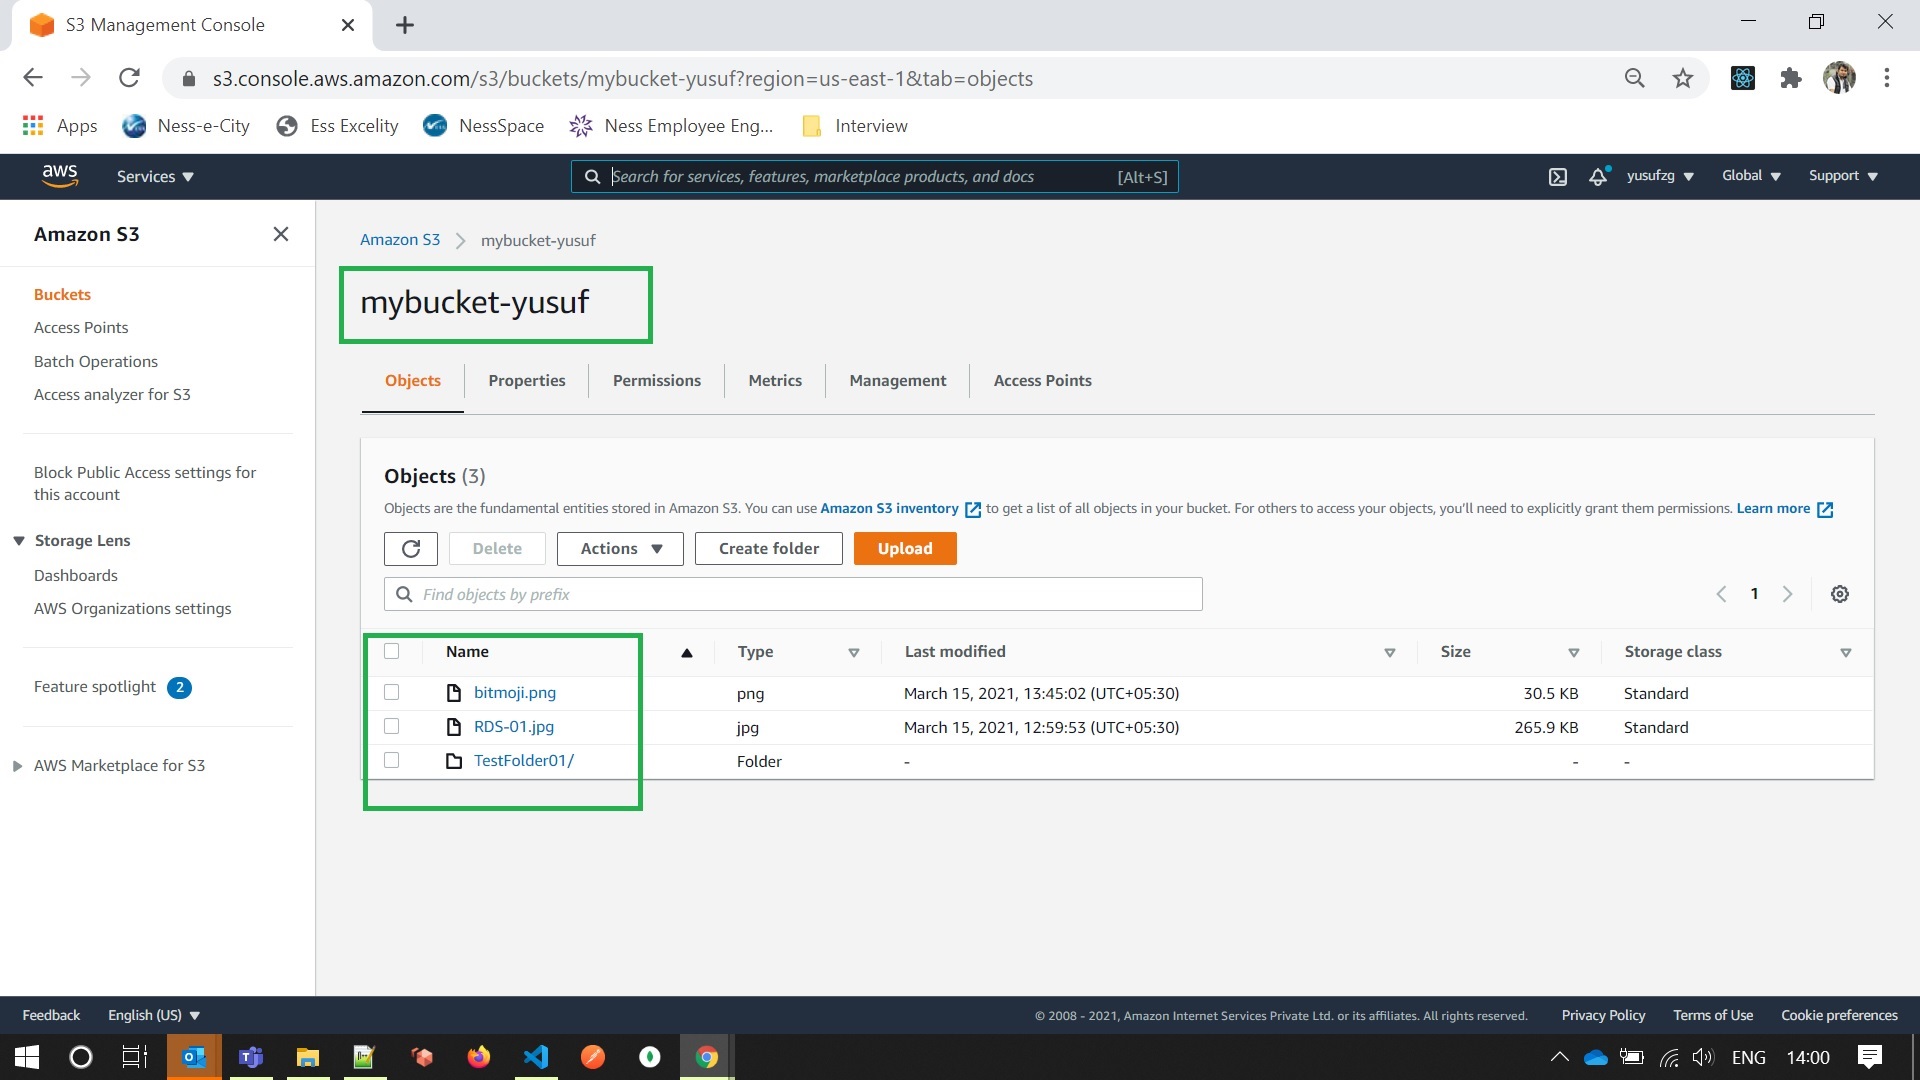 S3 Management Console
s3.console.aws.amazon.com/s3/buckets/mybucket-yusuf?region=us-east-1&tab=objects
Apps Ness-e-City Ess Excelity NessSpace Ness Employee Eng... Interview
aws Services Search for services, features, marketplace products, and docs [Alt+S] yusufzg Global Support
Amazon S3
Buckets
Access Points
Batch Operations
Access analyzer for S3
Block Public Access settings for
this account
Storage Lens
Dashboards
AWS Organizations settings
Feature spotlight 2
AWS Marketplace for S3
Amazon S3 mybucket-yusuf
mybucket-yusuf
Objects Properties Permissions Metrics Management Access Points
Objects (3)
Objects are the fundamental entities stored in Amazon S3. You can use Amazon S3 inventory to get a list of all objects in your bucket. For others to access your objects, you'll need to explicitly grant them permissions. Learn more
Delete Actions Create folder Upload
Find objects by prefix 1
Name Type Last modified Size Storage class
bitmoji.png png March 15, 2021, 13:45:02 (UTC+05:30) 30.5 KB Standard
RDS-01.jpg jpg March 15, 2021, 12:59:53 (UTC+05:30) 265.9 KB Standard
TestFolder01/ Folder - - -
Feedback English (US) © 2008 - 2021, Amazon Internet Services Private Ltd. or its affiliates. All rights reserved. Privacy Policy Terms of Use Cookie preferences
ENG 14:00